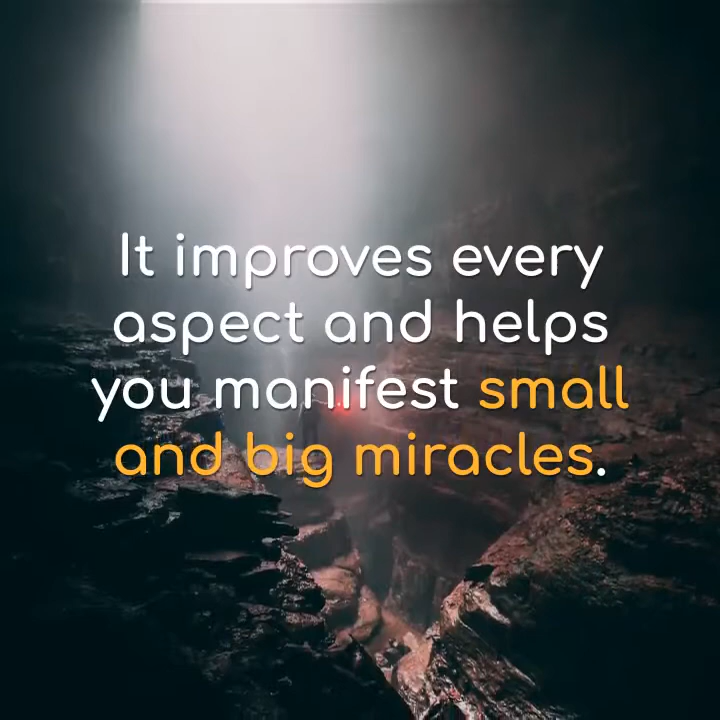 It improves every
aspect and helps
you manifest small
and big miracles.